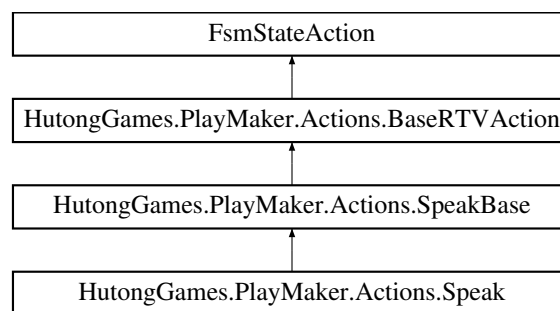 FsmStateAction
HutongGames.PlayMaker.Actions.BaseRTVAction
HutongGames.PlayMaker.Actions.SpeakBase
HutongGames.PlayMaker.Actions.Speak